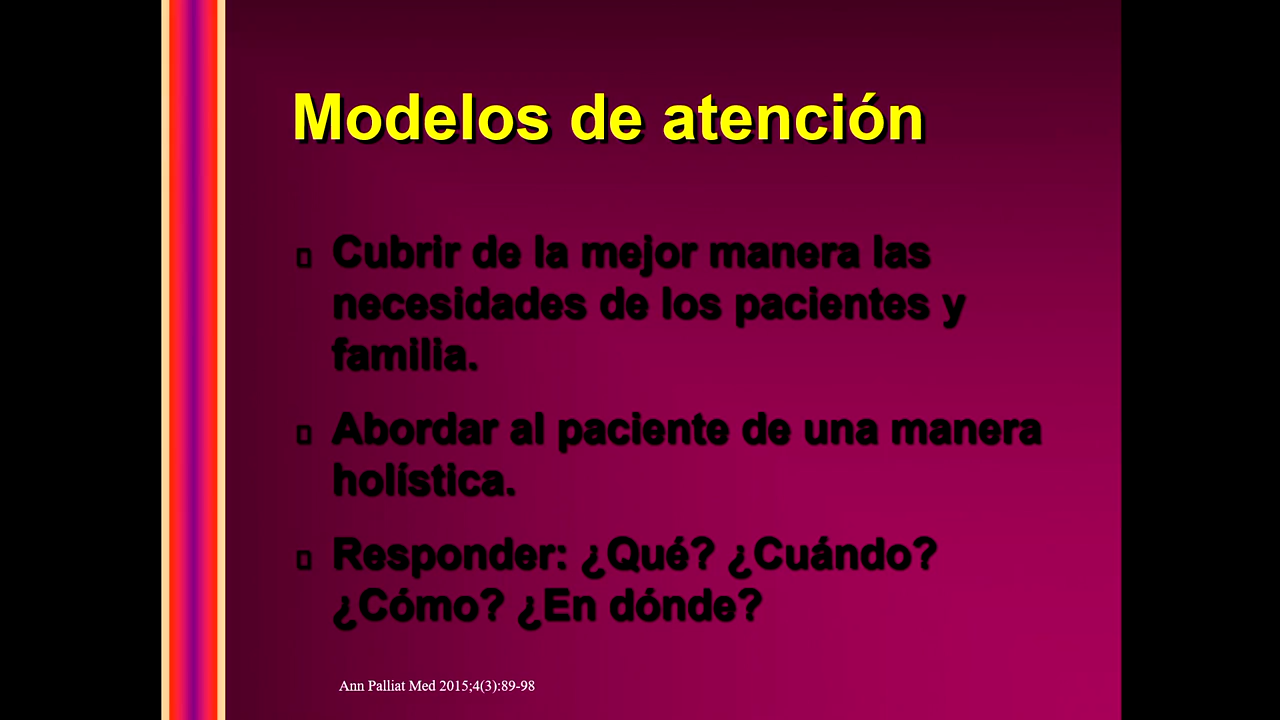 Modelos de atención
Cubrir de la mejor manera las
necesidades de los pacientes y
familia.
Abordar al paciente de una manera
holística.
Responder: ¿Qué? ¿Cuándo?
¿Cómo? ¿En dónde?
Ann Palliat Med 2015;4(3):89-98